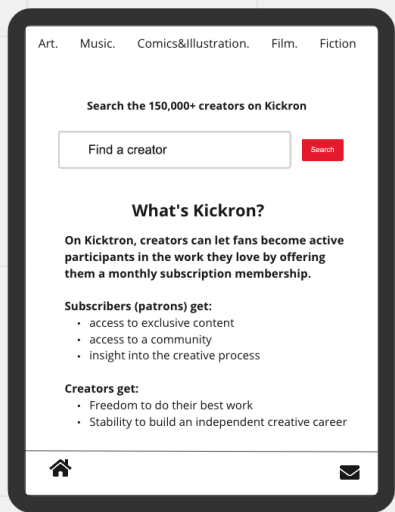 Art. Music. Comics&Illustration. Film. Fiction
Search the 150,000+ creators on Kickron
Find a creator Search
What's Kickron?
On Kicktron, creators can let fans become active
participants in the work they love by offering
them a monthly subscription membership.
Subscribers (patrons) get:
• access to exclusive content
• access to a community
• insight into the creative process
Creators get:
• Freedom to do their best work
• Stability to build an independent creative career